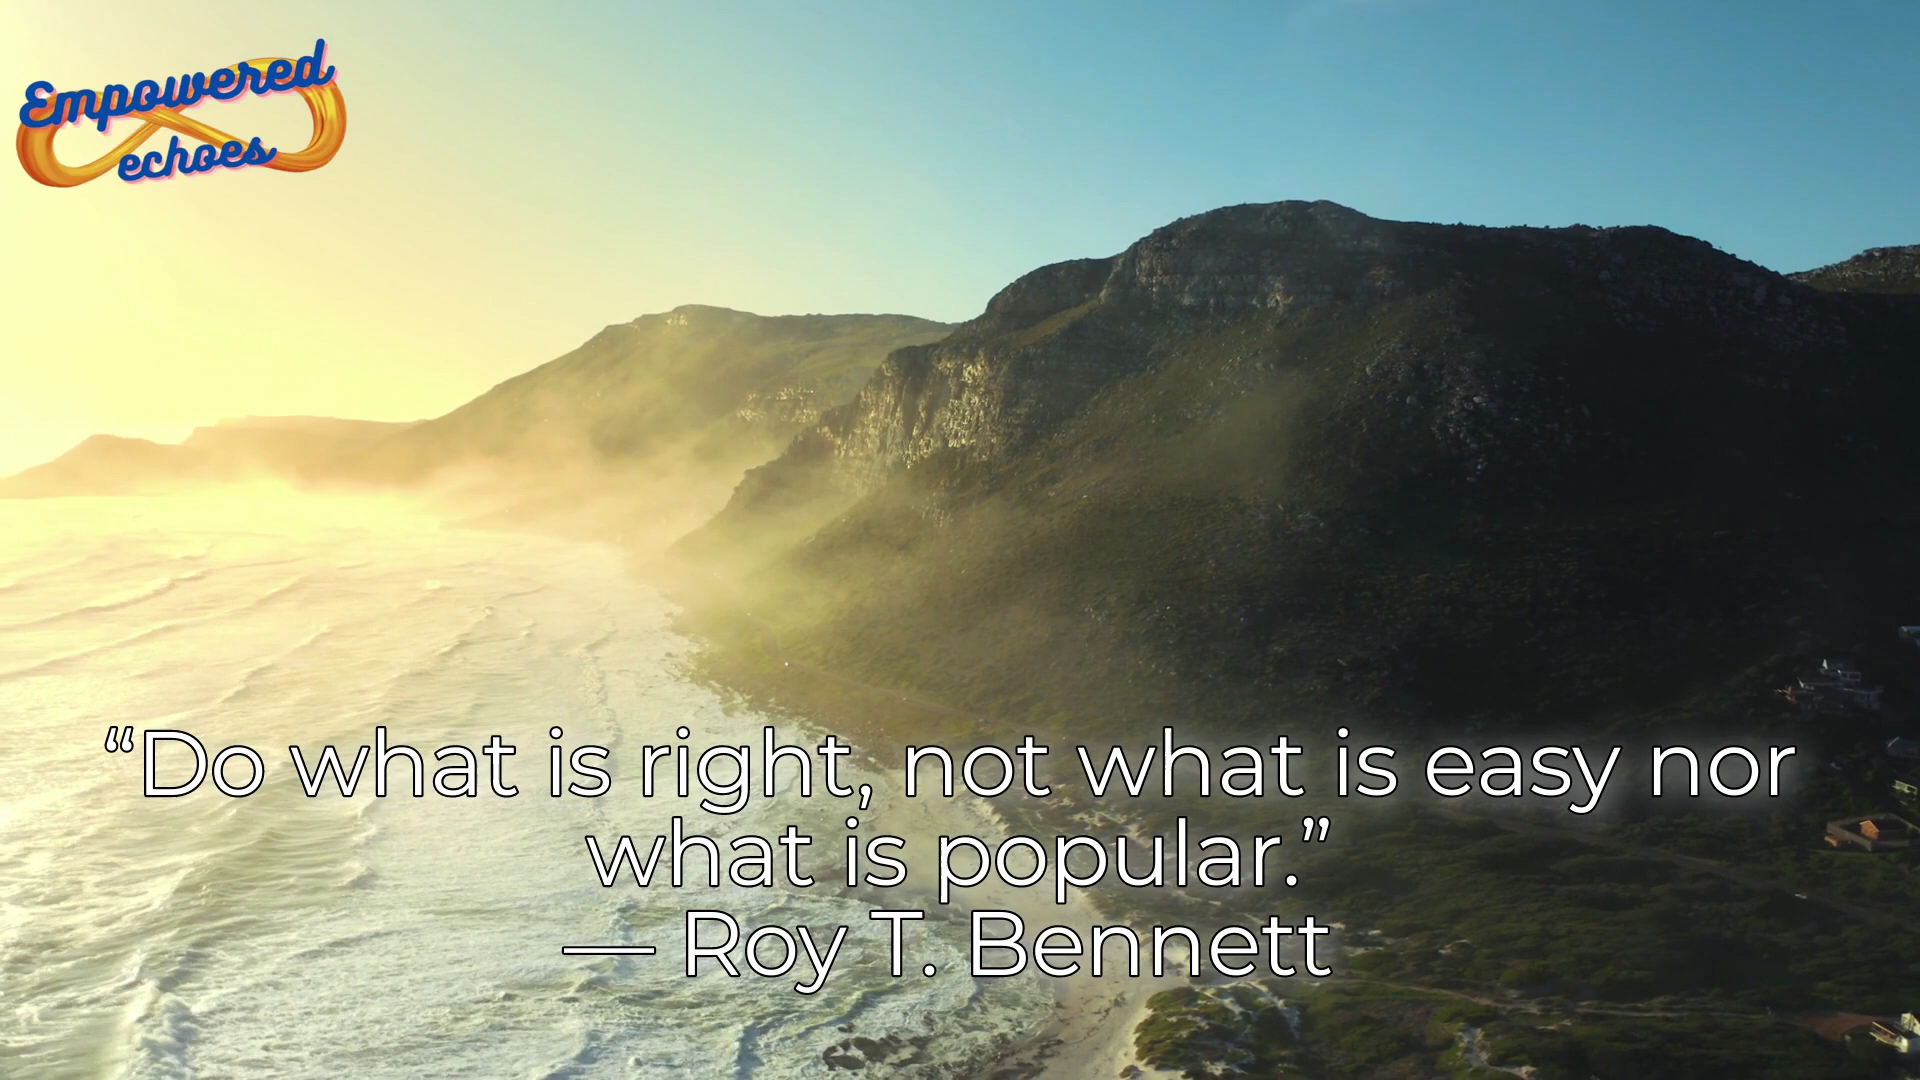 Empowered
echoes
“Do what is right, not what is easy nor
what is popular.”
— Roy T. Bennett